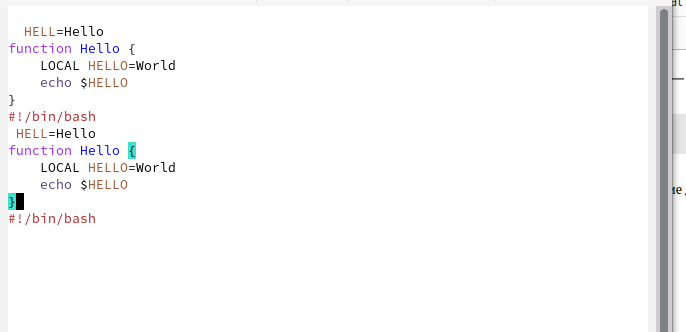 HELL=Hello
function Hello {
LOCAL HELLO=World
echo $HELLO
}
#!/bin/bash
HELL=Hello
function Hello {
LOCAL HELLO=World
echo $HELLO
}
#!/bin/bash